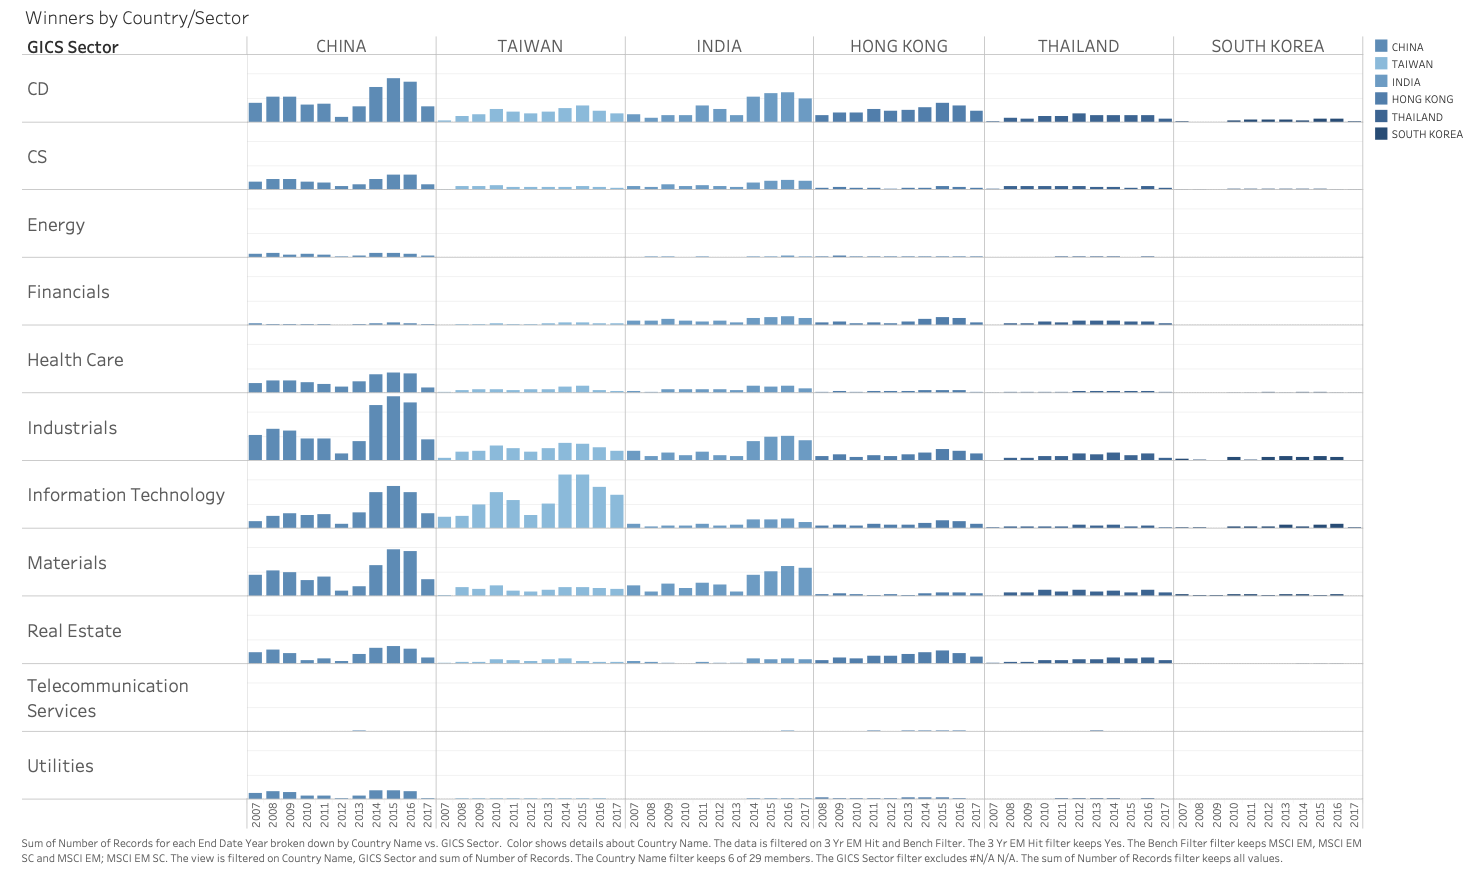 Winners by Country/Sector
GICS Sector CHINA TAIWAN INDIA HONG KONG THAILAND SOUTH KOREA
CHINA
TAIWAN
INDIA
HONG KONG
THAILAND
SOUTH KOREA
CD
CS
Energy
Financials
Health Care
Industrials
Information Technology
Materials
Real Estate
Telecommunication
Services
Utilities
2007 2008 2009 2010 2011 2012 2013 2014 2015 2016 2017 2007 2008 2009 2010 2011 2012 2013 2014 2015 2016 2017 2007 2008 2009 2010 2011 2012 2013 2014 2015 2016 2017 2008 2009 2010 2011 2012 2013 2014 2015 2016 2017 2007 2008 2009 2010 2011 2012 2013 2014 2015 2016 2017 2007 2008 2009 2010 2011 2012 2013 2014 2015 2016 2017
Sum of Number of Records for each End Date Year broken down by Country Name vs. GICS Sector. Color shows details about Country Name. The data is filtered on 3 Yr EM Hit and Bench Filter. The 3 Yr EM Hit filter keeps Yes. The Bench Filter filter keeps MSCI EM, MSCI EM
SC and MSCI EM; MSCI EM SC. The view is filtered on Country Name, GICS Sector and sum of Number of Records. The Country Name filter keeps 6 of 29 members. The GICS Sector filter excludes #N/A N/A. The sum of Number of Records filter keeps all values.